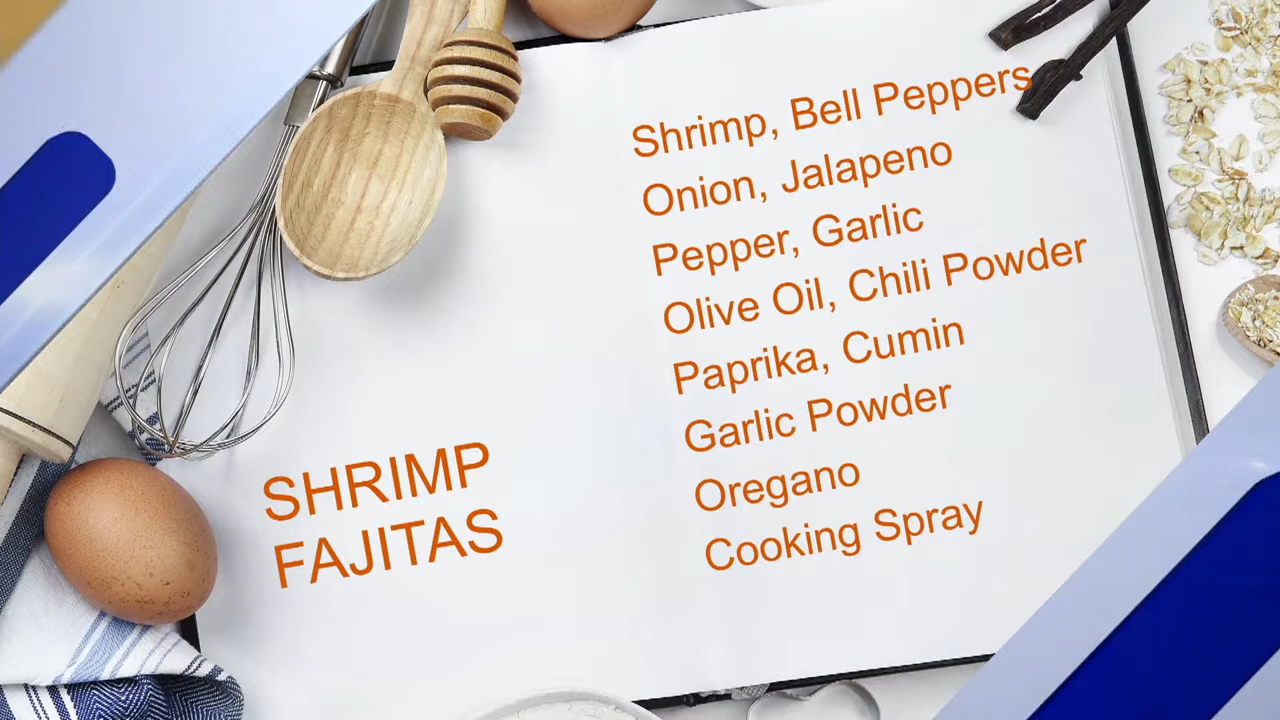 SHRIMP
FAJITAS
Shrimp, Bell Peppers
Onion, Jalapeno
Pepper, Garlic
Olive Oil, Chili Powder
Paprika, Cumin
Garlic Powder
Oregano
Cooking Spray